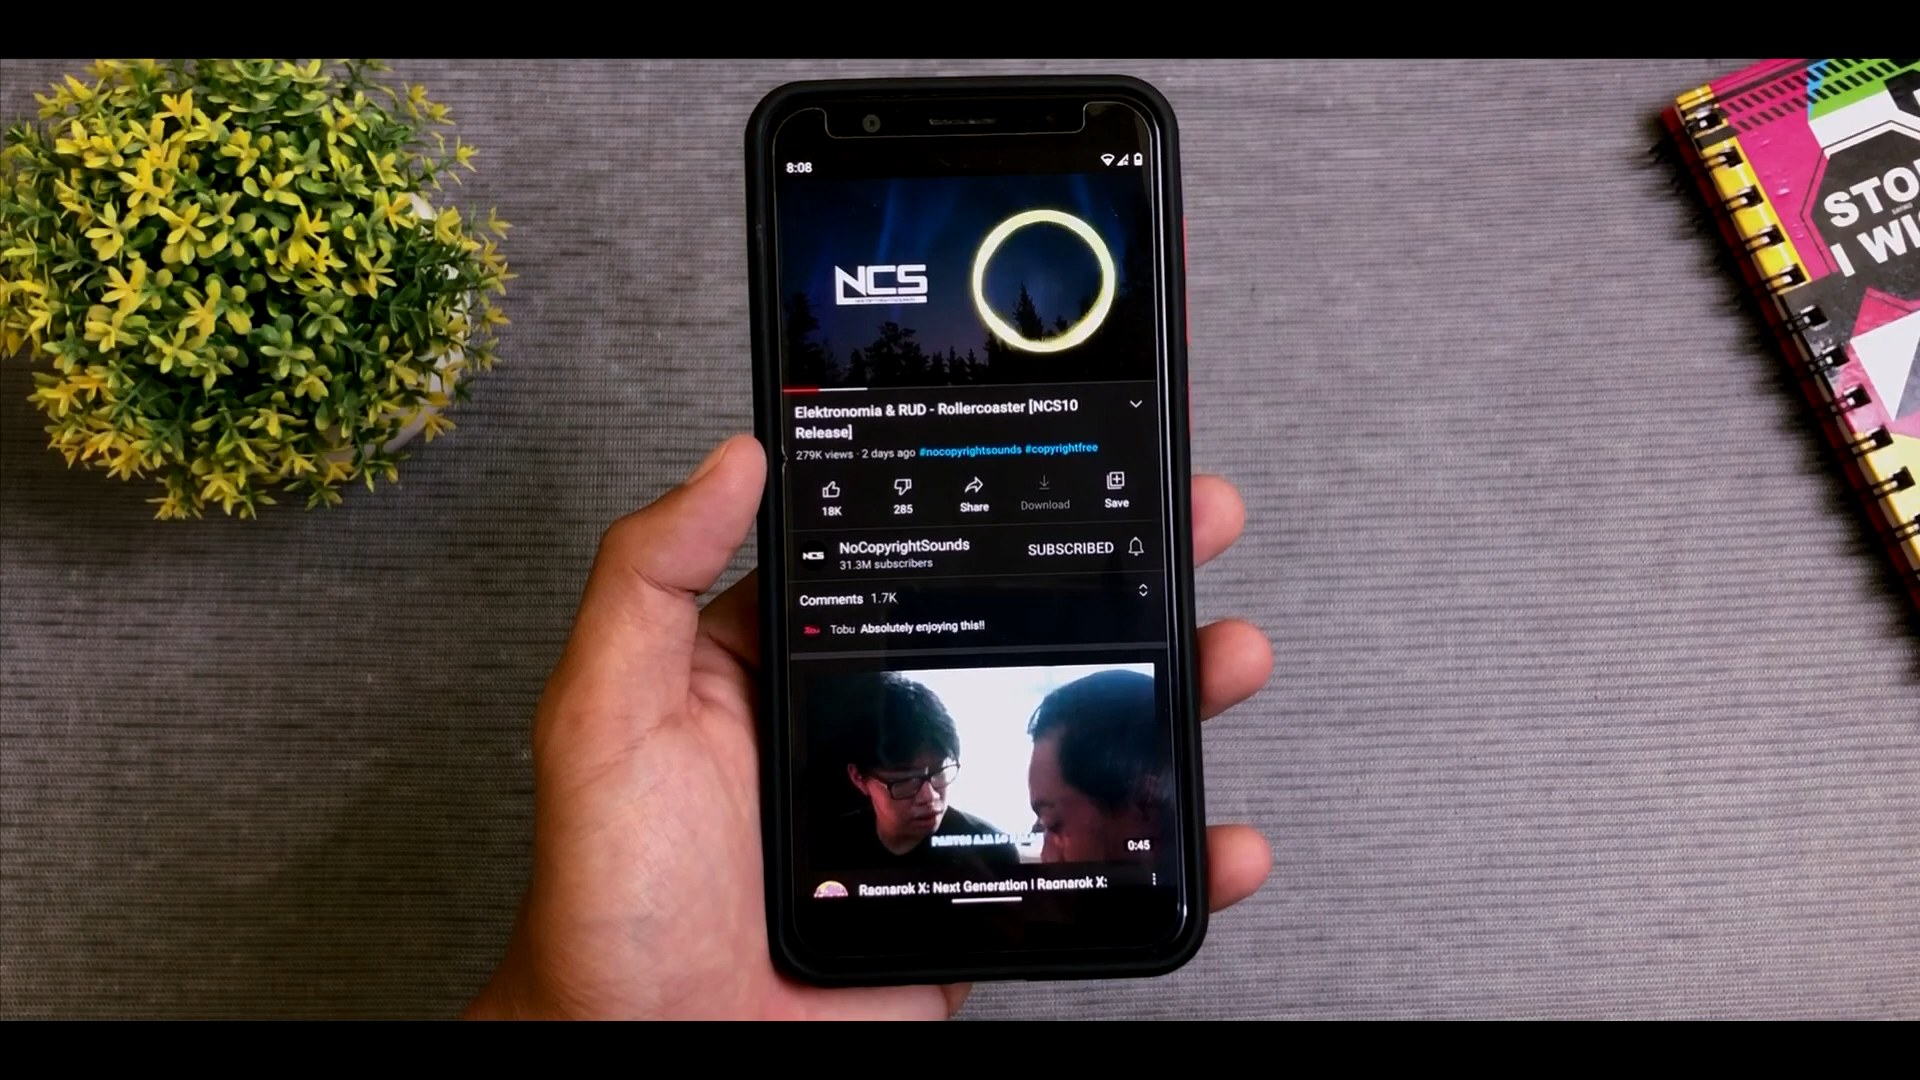 8:08
NCS
Elektronomia & RUD - Rollercoaster [NCS10
Release]
279K views · 2 days ago #nocopyrightsounds #copyrightfree
18K
285
Share
Download
Save
NCS
NoCopyrightSounds
31.3M subscribers
SUBSCRIBED
Comments 1.7K
Tobu Absolutely enjoying this!!
0:45
Ragnarok X: Next Generation | Ragnarok X:
STO
I WI